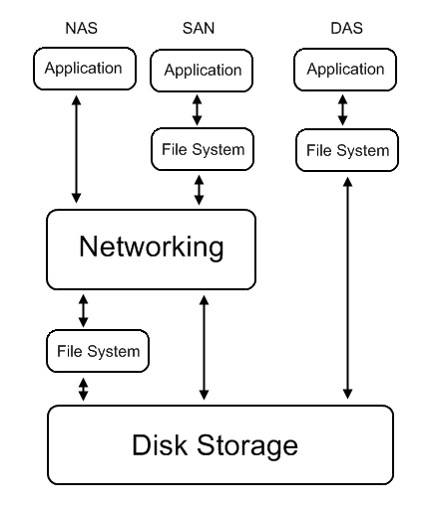 NAS SAN DAS
Application Application Application
File System File System
Networking
File System
Disk Storage